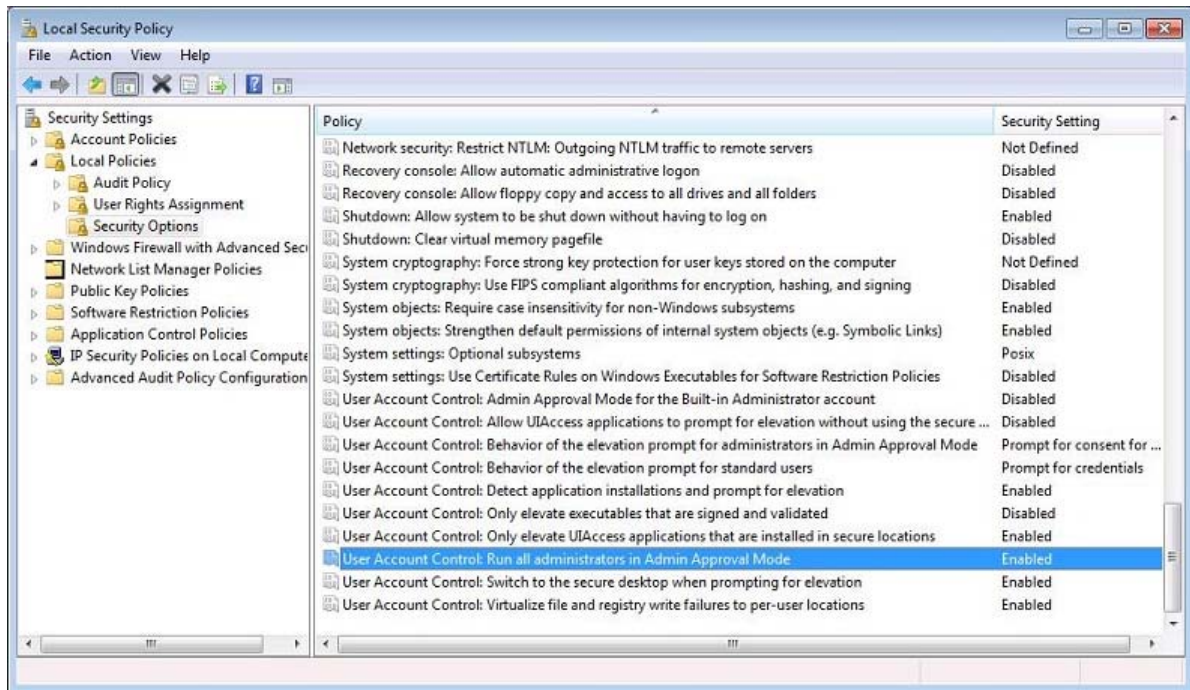 Local Security Policy
File Action View Help
Security Settings
Account Policies
Local Policies
Audit Policy
User Rights Assignment
Security Options
Windows Firewall with Advanced Secu
Network List Manager Policies
Public Key Policies
Software Restriction Policies
Application Control Policies
IP Security Policies on Local Compute
Advanced Audit Policy Configuration
Policy Security Setting
Network security: Restrict NTLM: Outgoing NTLM traffic to remote servers Not Defined
Recovery console: Allow automatic administrative logon Disabled
Recovery console: Allow floppy copy and access to all drives and all folders Disabled
Shutdown: Allow system to be shut down without having to log on Enabled
Shutdown: Clear virtual memory pagefile Disabled
System cryptography: Force strong key protection for user keys stored on the computer Not Defined
System cryptography: Use FIPS compliant algorithms for encryption, hashing, and signing Disabled
System objects: Require case insensitivity for non-Windows subsystems Enabled
System objects: Strengthen default permissions of internal system objects (e.g. Symbolic Links) Enabled
System settings: Optional subsystems Posix
System settings: Use Certificate Rules on Windows Executables for Software Restriction Policies Disabled
User Account Control: Admin Approval Mode for the Built-in Administrator account Disabled
User Account Control: Allow UIAccess applications to prompt for elevation without using the secure ... Disabled
User Account Control: Behavior of the elevation prompt for administrators in Admin Approval Mode Prompt for consent for ...
User Account Control: Behavior of the elevation prompt for standard users Prompt for credentials
User Account Control: Detect application installations and prompt for elevation Enabled
User Account Control: Only elevate executables that are signed and validated Disabled
User Account Control: Only elevate UIAccess applications that are installed in secure locations Enabled
User Account Control: Run all administrators in Admin Approval Mode Enabled
User Account Control: Switch to the secure desktop when prompting for elevation Enabled
User Account Control: Virtualize file and registry write failures to per-user locations Enabled